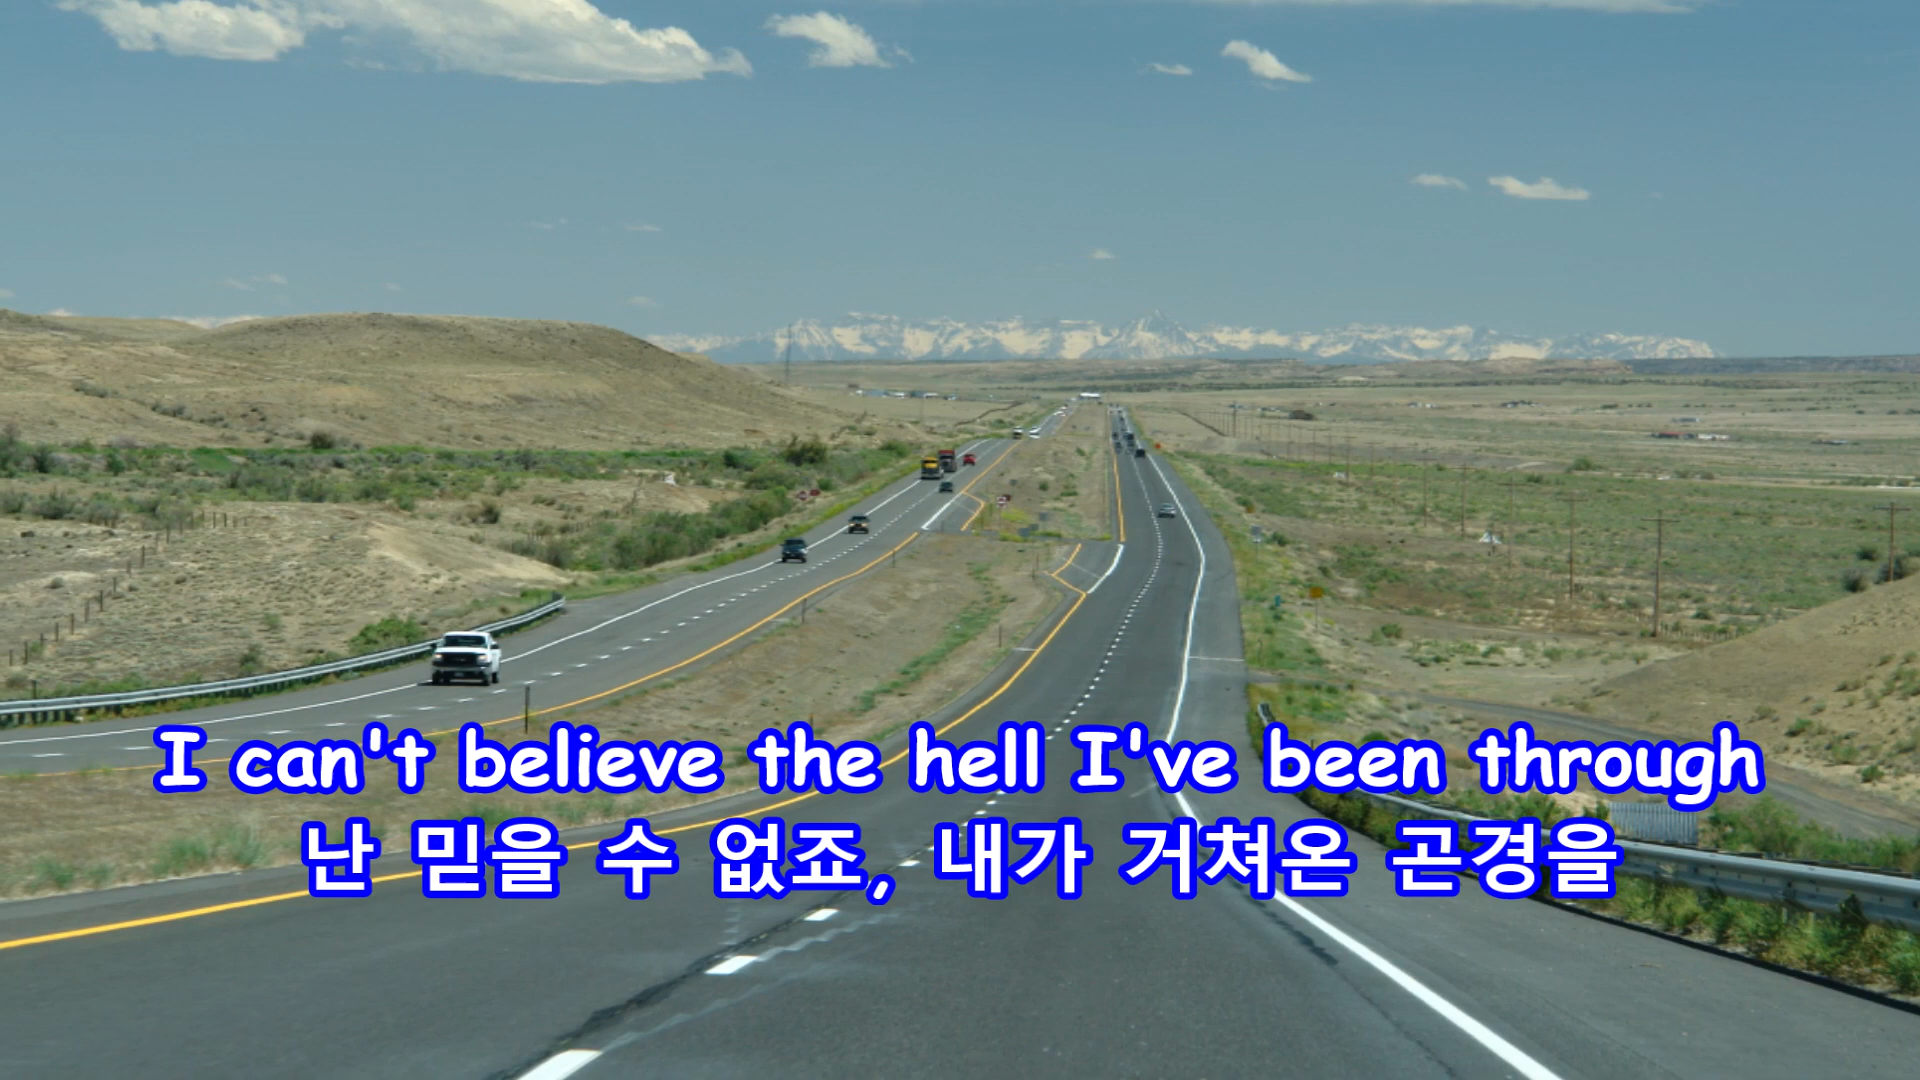 I can't believe the hell I've been through
난 믿을 수 없죠, 내가 거쳐온 곤경을